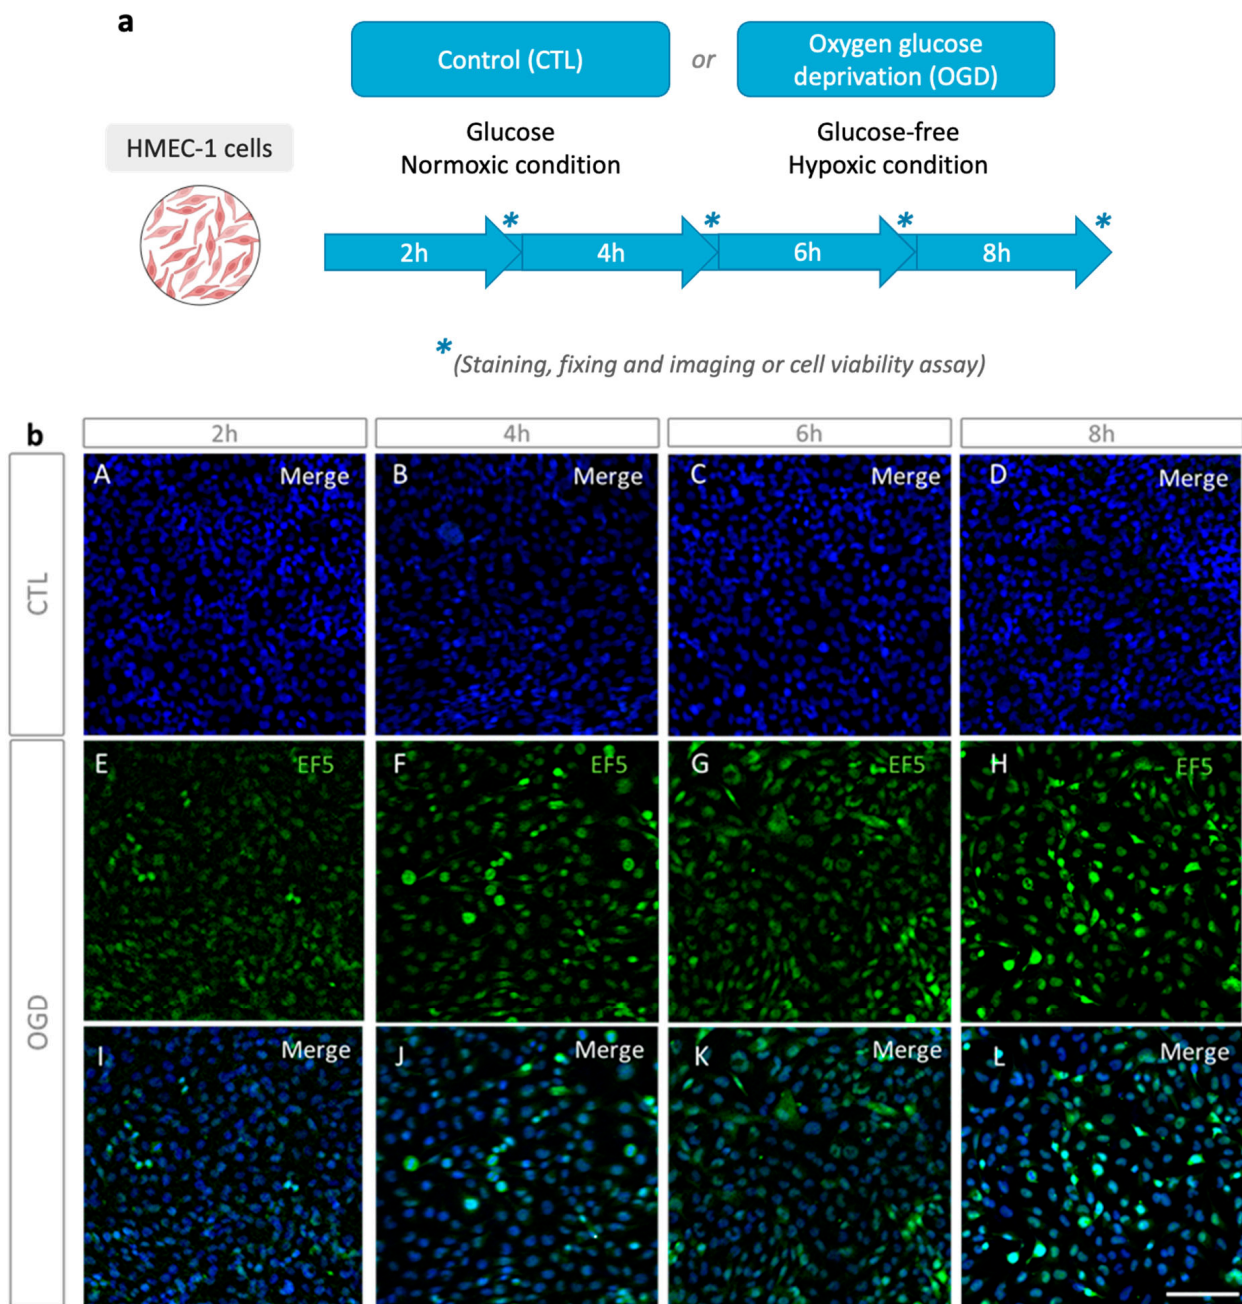 a
Control (CTL)
or
Oxygen glucose
deprivation (OGD)
HMEC-1 cells
Glucose
Normoxic condition
Glucose-free
Hypoxic condition
* * * *
2h 4h 6h 8h
* (Staining, fixing and imaging or cell viability assay)
b
2h 4h 6h 8h
CTL
A Merge B Merge C Merge D Merge
OGD
E EF5 F EF5 G EF5 H EF5
I Merge J Merge K Merge L Merge